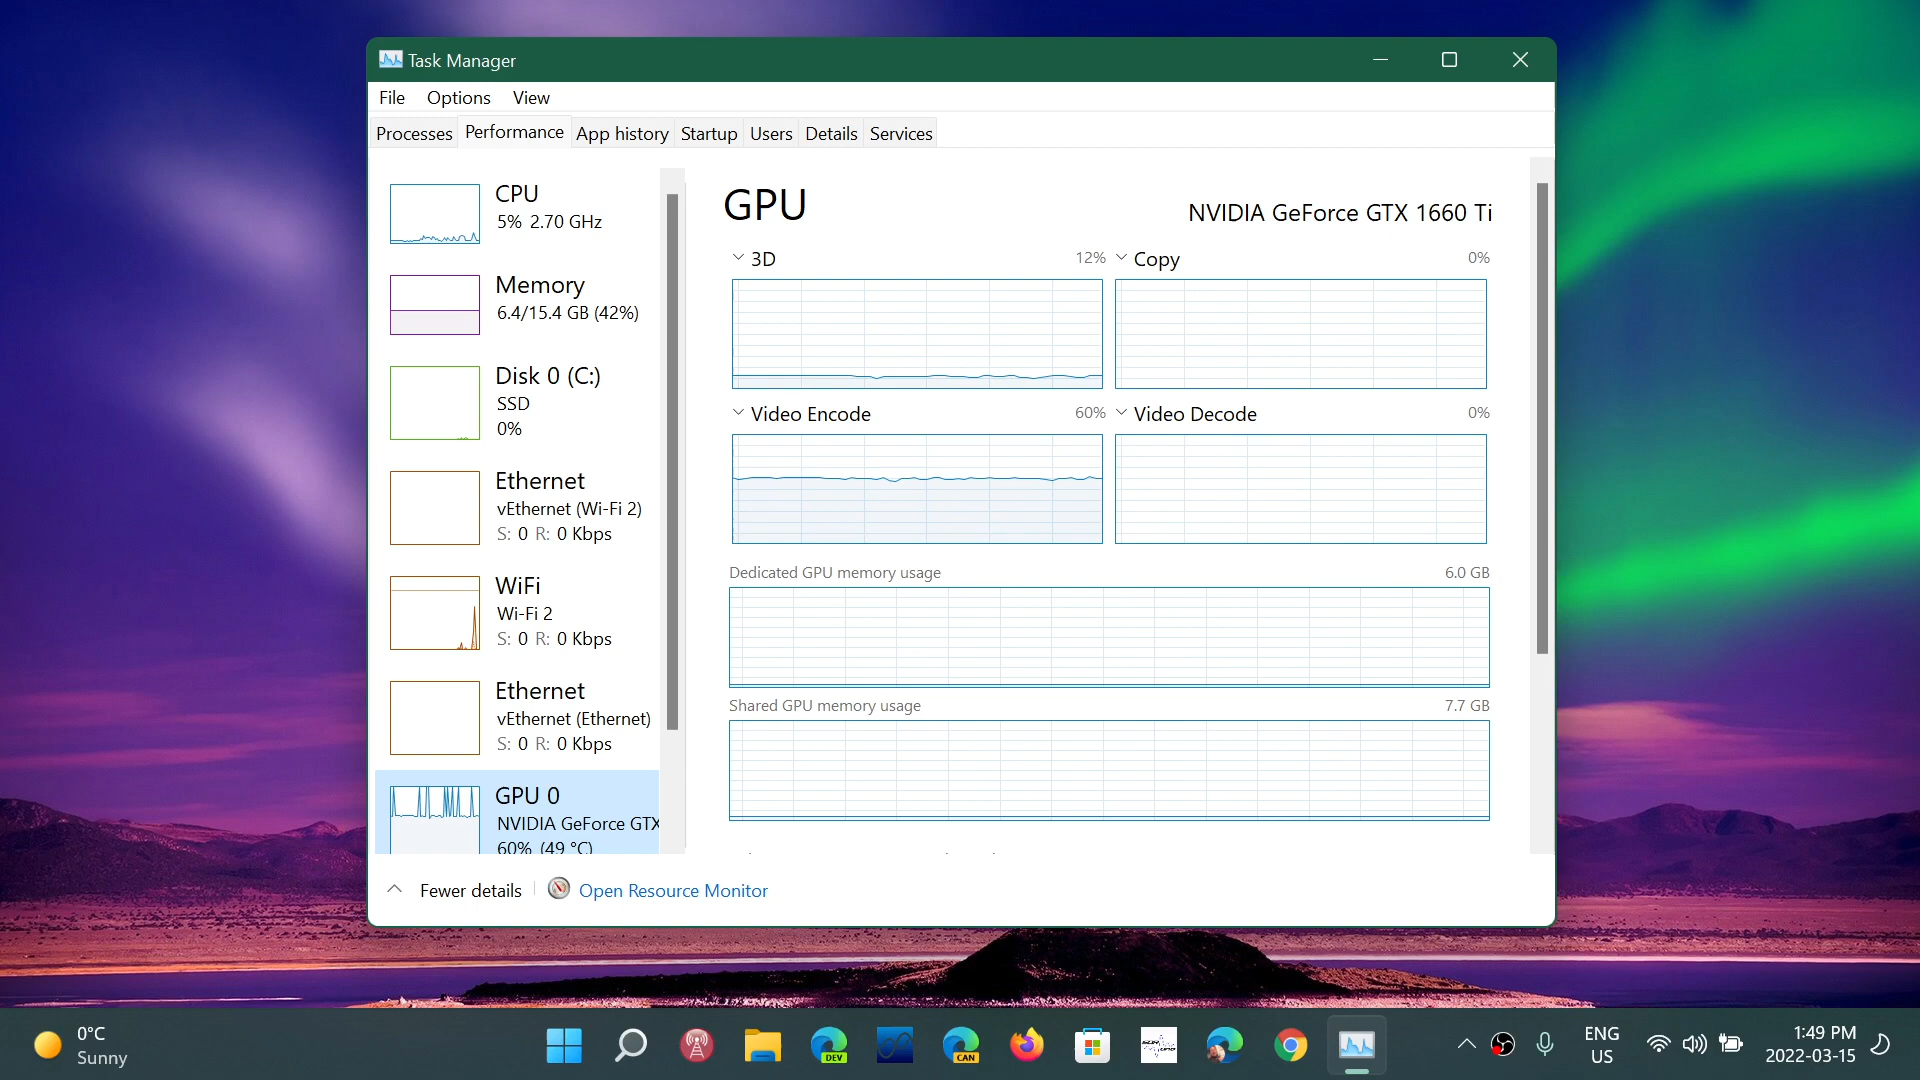 Task Manager
File Options View
Processes Performance App history Startup Users Details Services
CPU
5% 2.70 GHz
Memory
6.4/15.4 GB (42%)
Disk 0 (C:)
SSD
0%
Ethernet
vEthernet (Wi-Fi 2)
S: 0 R: 0 Kbps
WiFi
Wi-Fi 2
S: 0 R: 0 Kbps
Ethernet
vEthernet (Ethernet)
S: 0 R: 0 Kbps
GPU 0
NVIDIA GeForce GTX
60% (49 °C)
GPU
NVIDIA GeForce GTX 1660 Ti
3D 12%
Copy 0%
Video Encode 60%
Video Decode 0%
Dedicated GPU memory usage 6.0 GB
Shared GPU memory usage 7.7 GB
Fewer details
Open Resource Monitor
0°C
Sunny
DEV
CAN
ENG
US
1:49 PM
2022-03-15